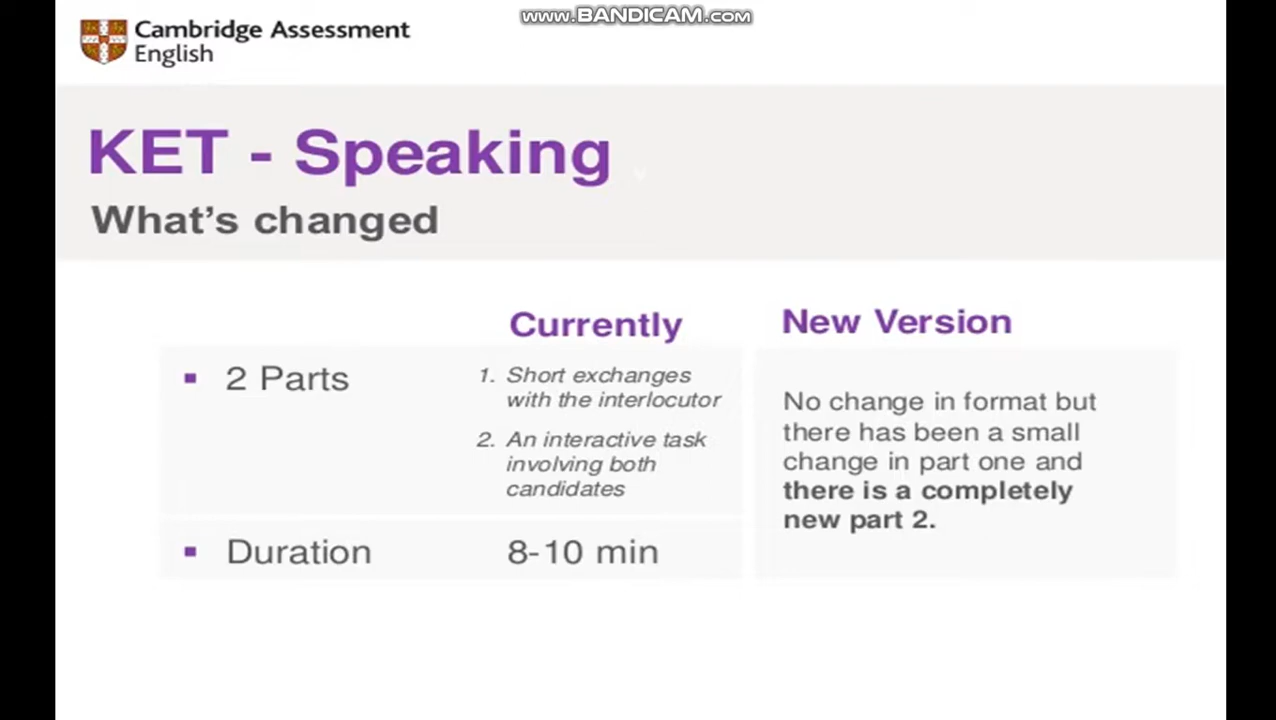 www.BANDICAM.com
Cambridge Assessment
English
KET - Speaking
What's changed
Currently
New Version
▪ 2 Parts
1. Short exchanges
with the interlocutor
2. An interactive task
involving both
candidates
No change in format but
there has been a small
change in part one and
there is a completely
new part 2.
▪ Duration
8-10 min